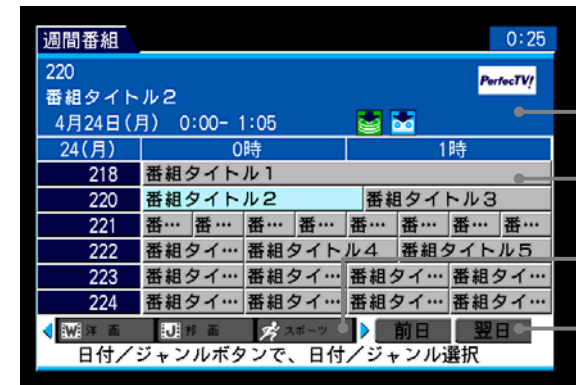 週間番組 0:25
220 PerfecTV!
番組タイトル2
4月24日(月) 0:00- 1:05
24(月) 0時 1時
218 番組タイトル1
220 番組タイトル2 番組タイトル3
221 番… 番… 番… 番… 番… 番… 番… 番…
222 番組タイ… 番組タイトル4 番組タイトル5
223 番組タイ… 番組タイ… 番組タイ… 番組タイ…
224 番組タイ… 番組タイ… 番組タイ… 番組タイ…
W 洋画 J 邦画 スポーツ 前日 翌日
日付/ジャンルボタンで、日付/ジャンル選択